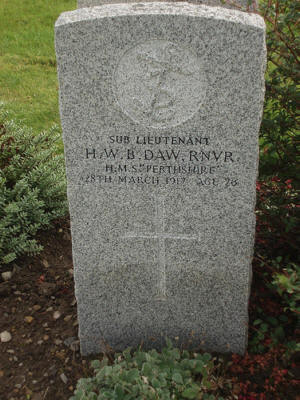 SUB LIEUTENANT
H. W. B. DAW, RNVR.
H.M.S. "PERTHSHIRE"
28TH MARCH 1917 AGE 28